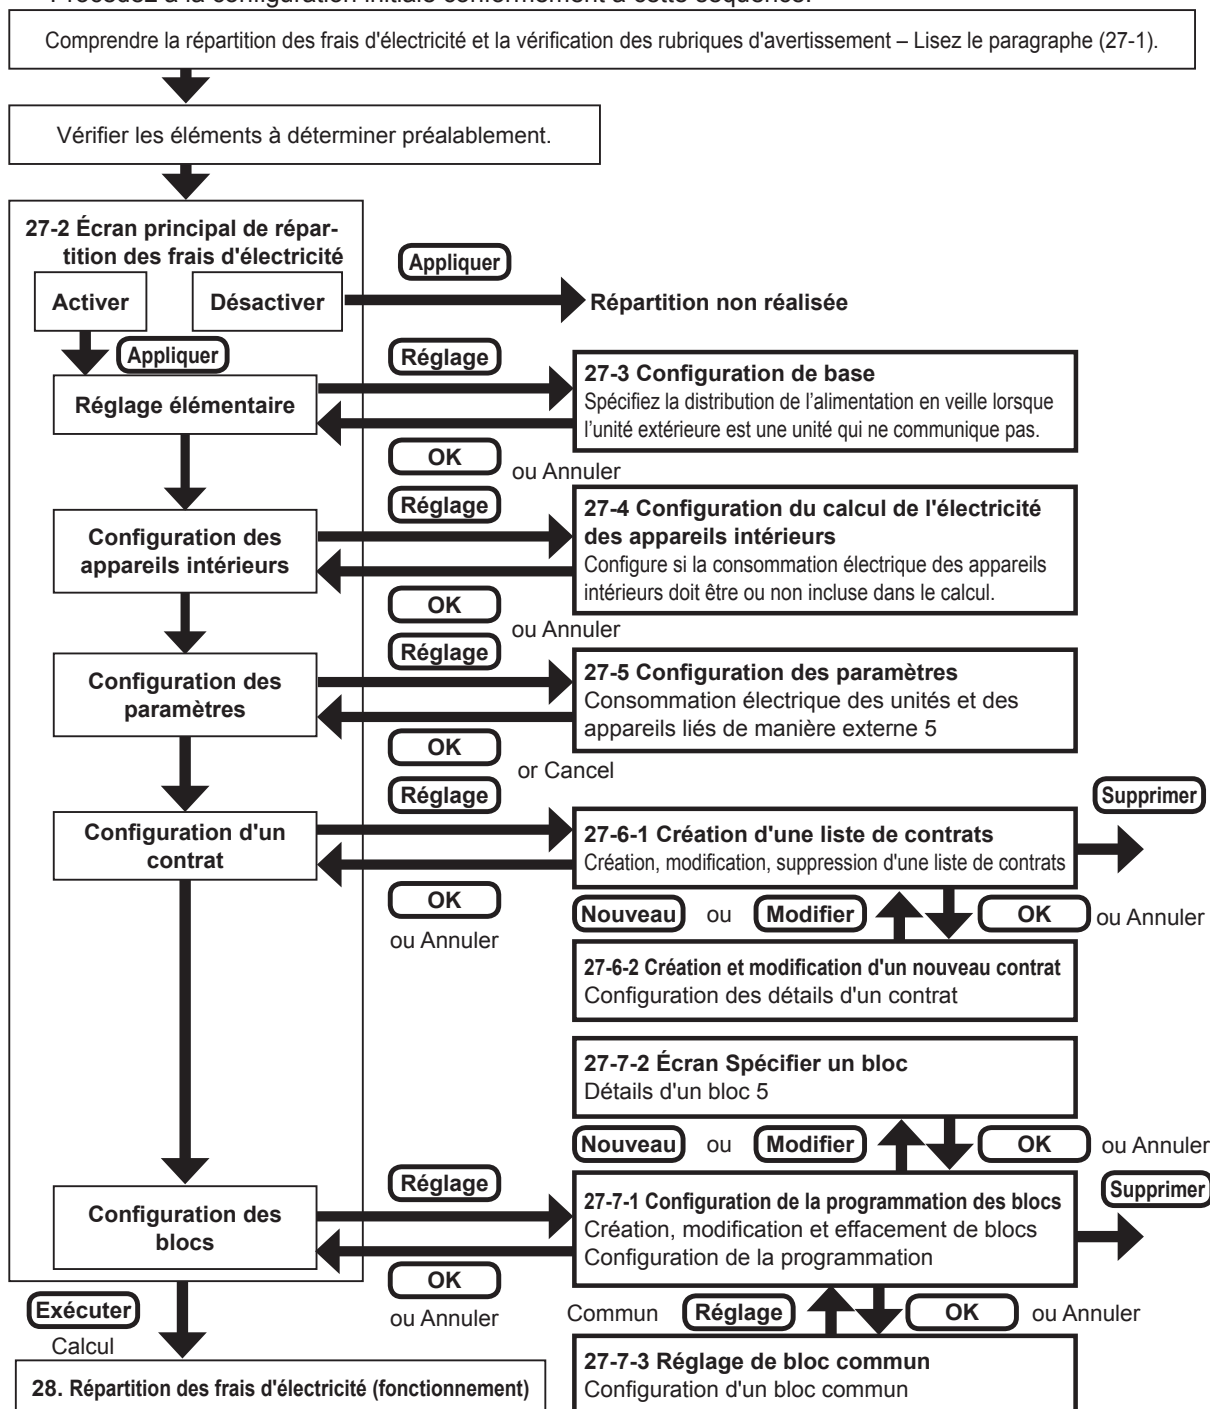 Procédez à la configuration initiale conformément à cette séquence.
Comprendre la répartition des frais d'électricité et la vérification des rubriques d'avertissement – Lisez le paragraphe (27-1).
Vérifier les éléments à déterminer préalablement.
27-2 Écran principal de répar-
tition des frais d'électricité
Appliquer
Activer
Désactiver
Répartition non réalisée
Appliquer
Réglage
Réglage élémentaire
27-3 Configuration de base
Spécifiez la distribution de l’alimentation en veille lorsque
l’unité extérieure est une unité qui ne communique pas.
OK
ou Annuler
Réglage
Configuration des
appareils intérieurs
27-4 Configuration du calcul de l'électricité
des appareils intérieurs
Configure si la consommation électrique des appareils
intérieurs doit être ou non incluse dans le calcul.
OK
ou Annuler
Réglage
Configuration des
paramètres
27-5 Configuration des paramètres
Consommation électrique des unités et des
appareils liés de manière externe 5
OK
or Cancel
Réglage
Supprimer
Configuration d'un
contrat
27-6-1 Création d'une liste de contrats
Création, modification, suppression d'une liste de contrats
OK
ou Annuler
Nouveau ou Modifier
OK ou Annuler
27-6-2 Création et modification d'un nouveau contrat
Configuration des détails d'un contrat
27-7-2 Écran Spécifier un bloc
Détails d'un bloc 5
Nouveau ou Modifier
OK ou Annuler
Réglage
Supprimer
Configuration des
blocs
27-7-1 Configuration de la programmation des blocs
Création, modification et effacement de blocs
Configuration de la programmation
OK
ou Annuler
Exécuter
Calcul
Commun Réglage
OK ou Annuler
28. Répartition des frais d'électricité (fonctionnement)
27-7-3 Réglage de bloc commun
Configuration d'un bloc commun